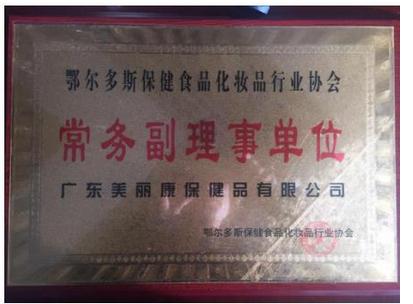 鄂尔多斯保健食品化妆品行业协会
常务副理事单位
广东美丽康保健品有限公司
鄂尔多斯保健食品化妆品行业协会